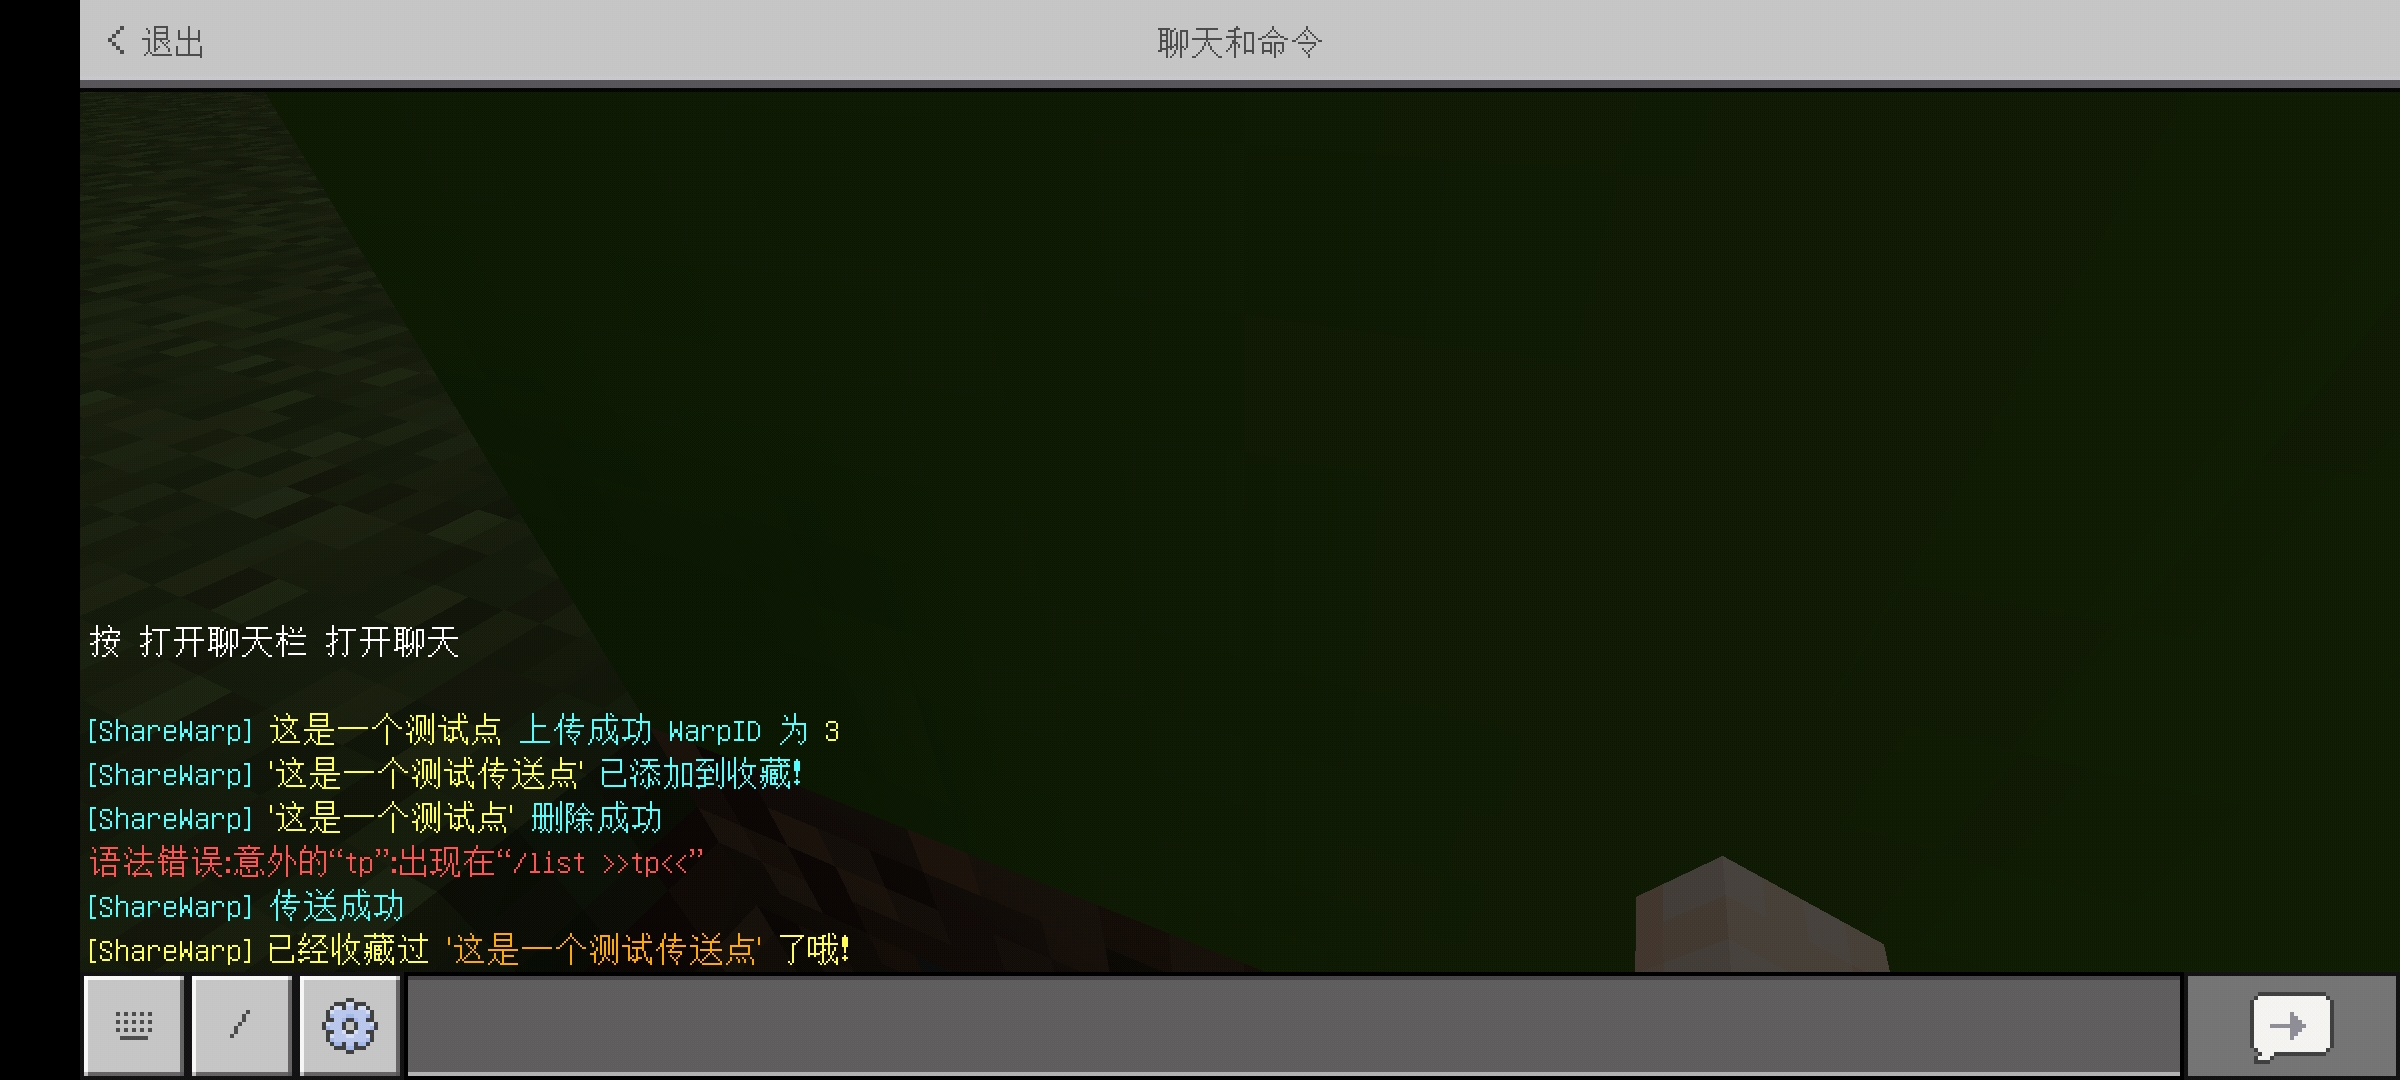 退出
聊天和命令
按 打开聊天栏 打开聊天
[ShareWarp] 这是一个测试点 上传成功 WarpID 为 3
[ShareWarp] '这是一个测试传送点' 已添加到收藏!
[ShareWarp] '这是一个测试点' 删除成功
语法错误:意外的“tp”:出现在“/list >>tp<<”
[ShareWarp] 传送成功
[ShareWarp] 已经收藏过 '这是一个测试传送点' 了哦!
/